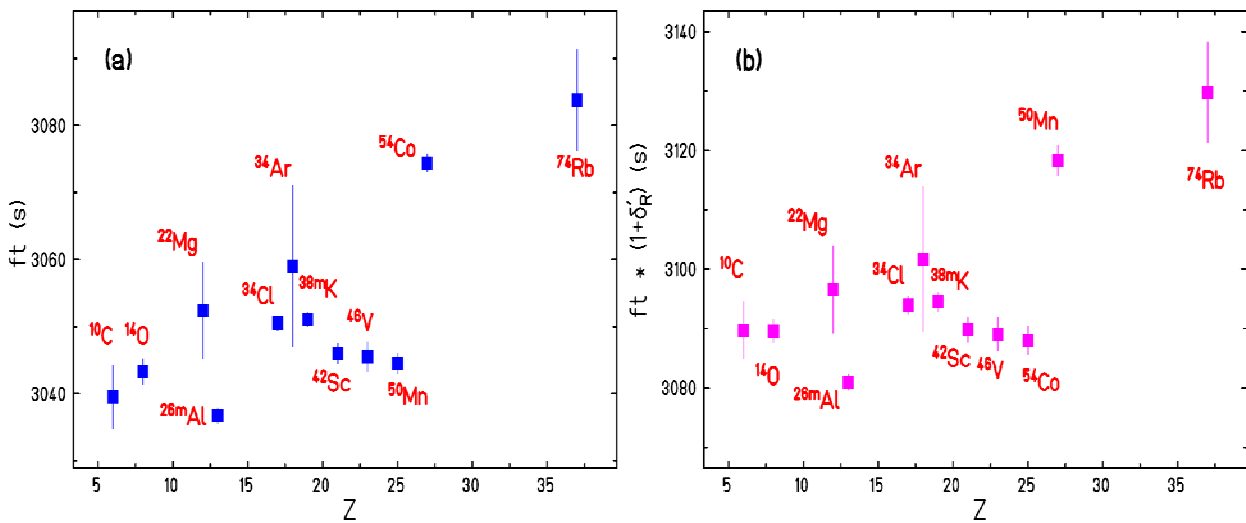 (a)
ft (s)
3080
3060
3040
¹⁰C
¹⁴O
²²Mg
²⁶ᵐAl
³⁴Cl
³⁴Ar
³⁸ᵐK
⁴²Sc
⁴⁶V
⁵⁰Mn
⁵⁴Co
⁷⁴Rb
5 10 15 20 25 30 35
Z
(b)
ft * (1+δ'R) (s)
3140
3120
3100
3080
¹⁰C
¹⁴O
²²Mg
²⁶ᵐAl
³⁴Cl
³⁴Ar
³⁸ᵐK
⁴²Sc
⁴⁶V
⁵⁴Co
⁵⁰Mn
⁷⁴Rb
5 10 15 20 25 30 35
Z